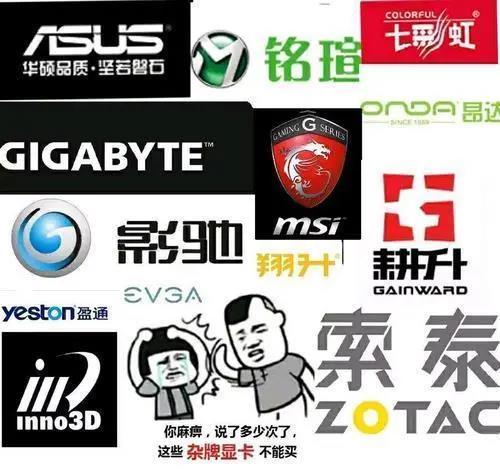 ASUS
华硕品质·坚若磐石
铭瑄
COLORFUL
七彩虹
ONDA 昂达
SINCE 1989
GIGABYTE™
GAMING G SERIES
msi
影驰
翔升
耕升
GAINWARD
EVGA
yeston 盈通
inno3D
索泰
ZOTAC
你麻痹,说了多少次了,
这些 杂牌显卡 不能买